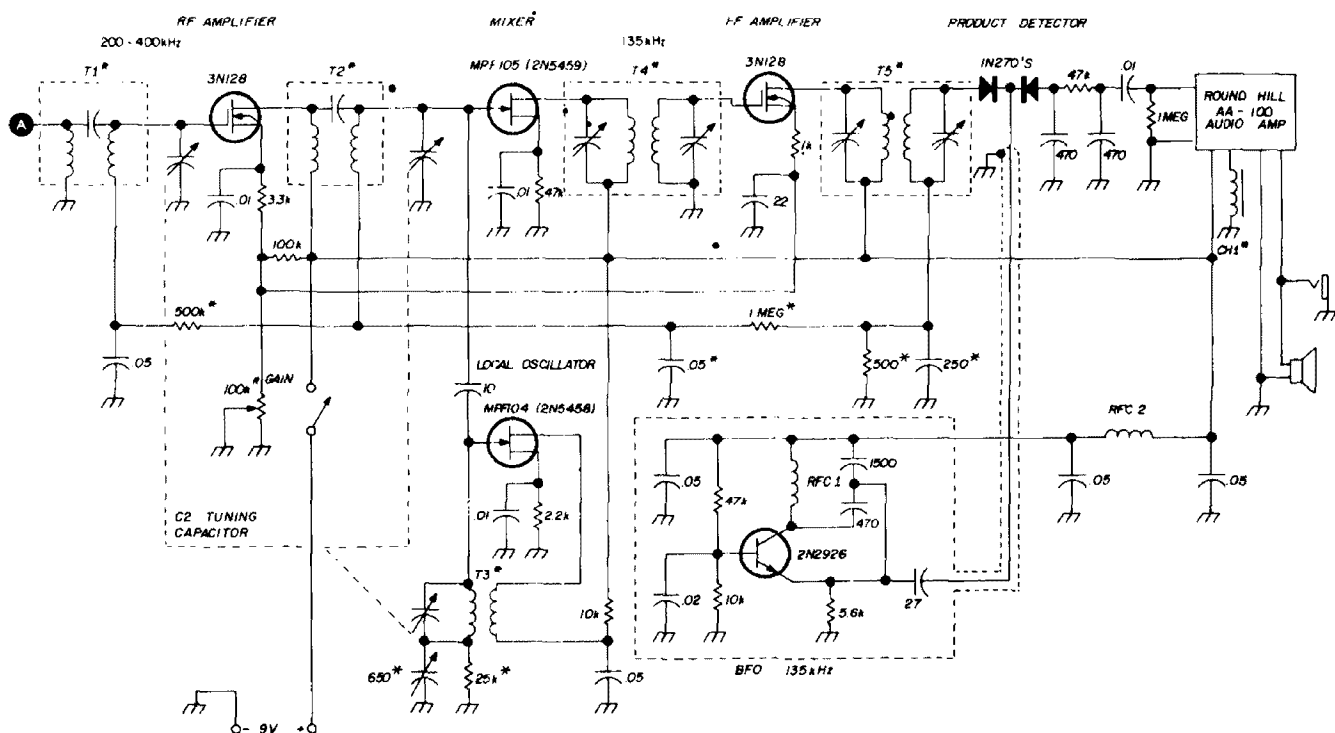 RF AMPLIFIER
MIXER*
I-F AMPLIFIER
PRODUCT DETECTOR
200-400kHz
135kHz
T1*
3N128
T2*
MPF105 (2N5459)
T4*
3N128
T5*
1N270'S
47k
.01
A
1 MEG
ROUND HILL
AA-100
AUDIO AMP
470
470
.01
3.3k
.01
47k
1k
.22
100k
CH1*
500k*
1 MEG*
.05
.05*
500*
250*
LOCAL OSCILLATOR
100k*
GAIN
10
MPF104 (2N5458)
RFC 2
.05
47k
RFC 1
1500
.05
.05
.01
2.2k
470
C2 TUNING
CAPACITOR
2N2926
T3*
10k
.02
10k
5.6k
27
650*
25k*
.05
BFO 135kHz
- 9V +